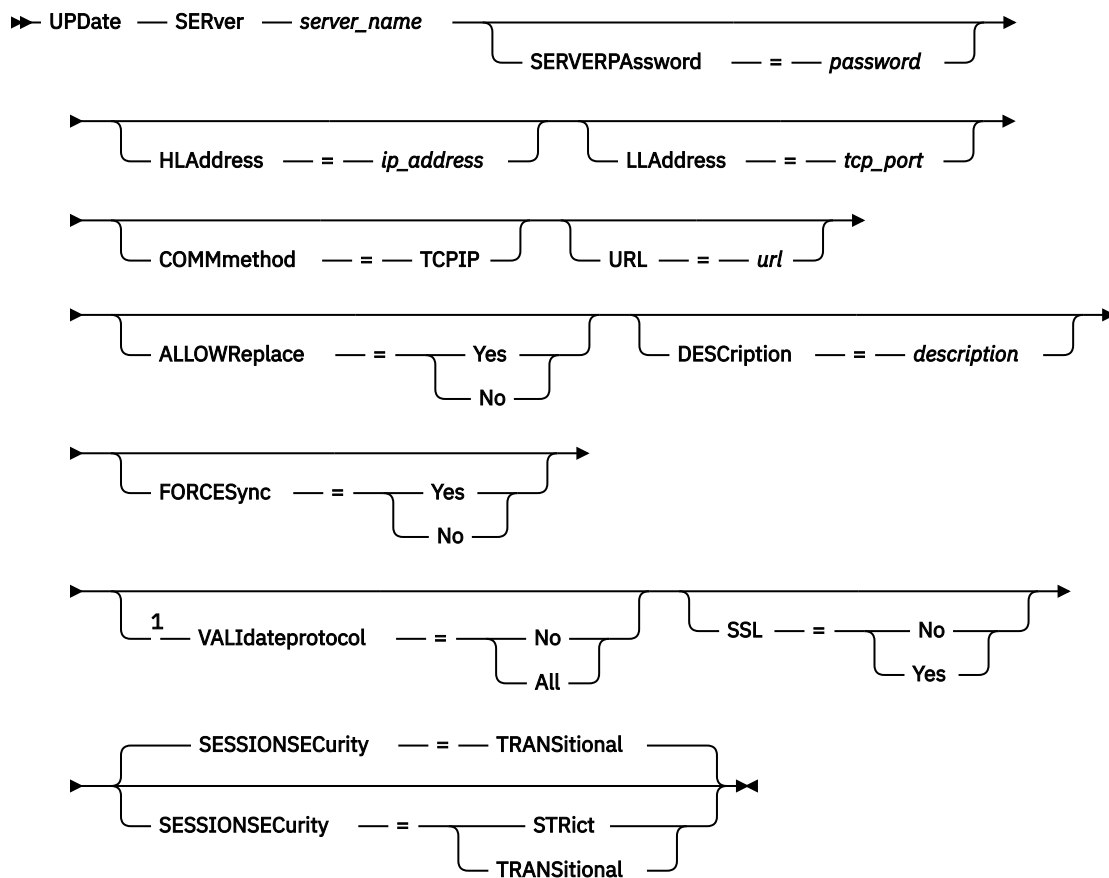 UPDate SERver server_name
SERVERPAssword = password
HLAddress = ip_address LLAddress = tcp_port
COMMmethod = TCPIP URL = url
ALLOWReplace = Yes DESCription = description
No
FORCESync = Yes
No
1 VALIdateprotocol = No SSL = No
All Yes
SESSIONSECurity = TRANSitional
SESSIONSECurity = STRict
TRANSitional